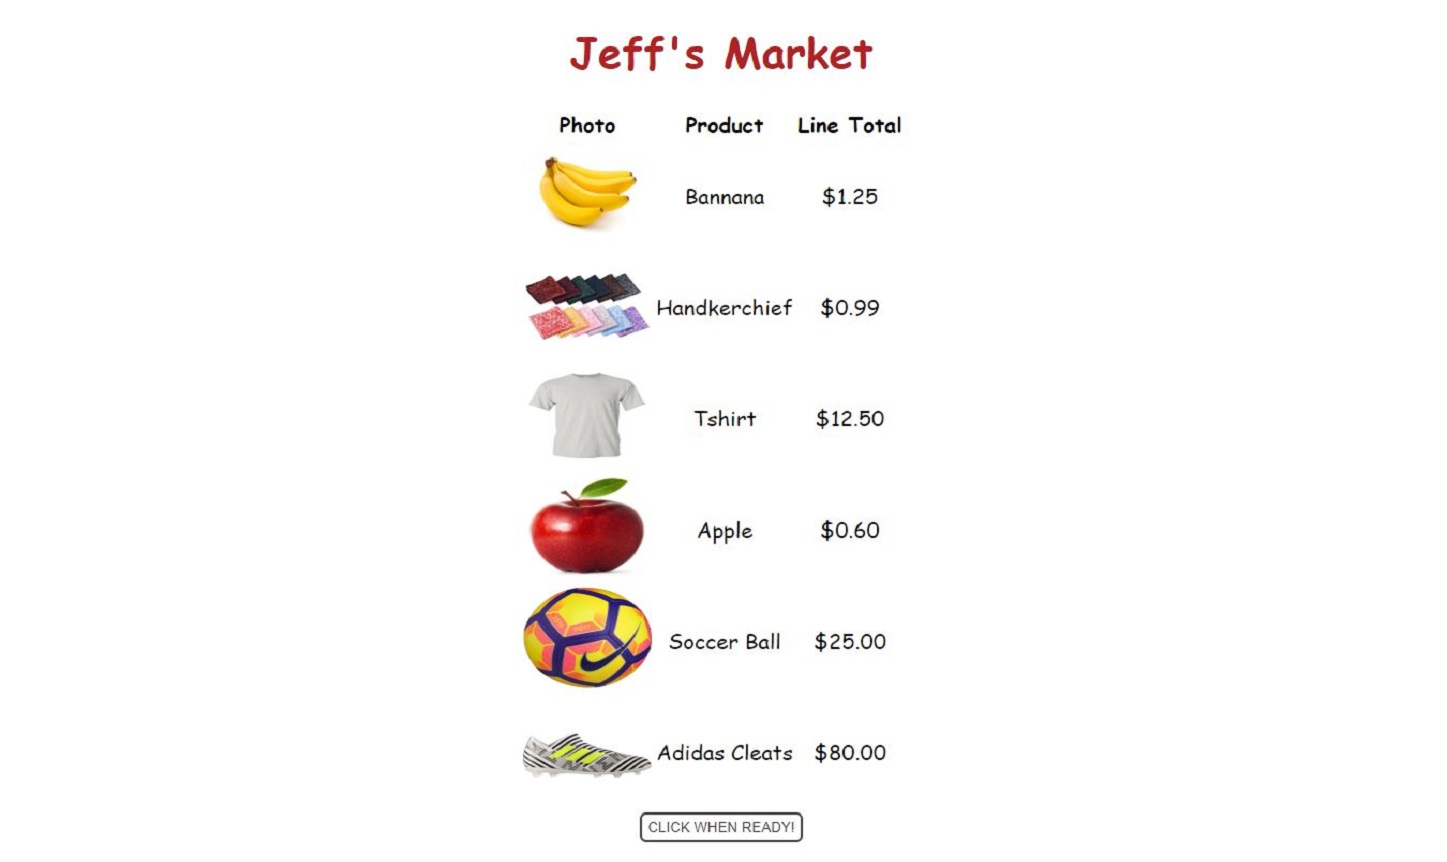 Jeff's Market
Photo Product Line Total
Bannana $1.25
Handkerchief $0.99
Tshirt $12.50
Apple $0.60
Soccer Ball $25.00
Adidas Cleats $80.00
CLICK WHEN READY!